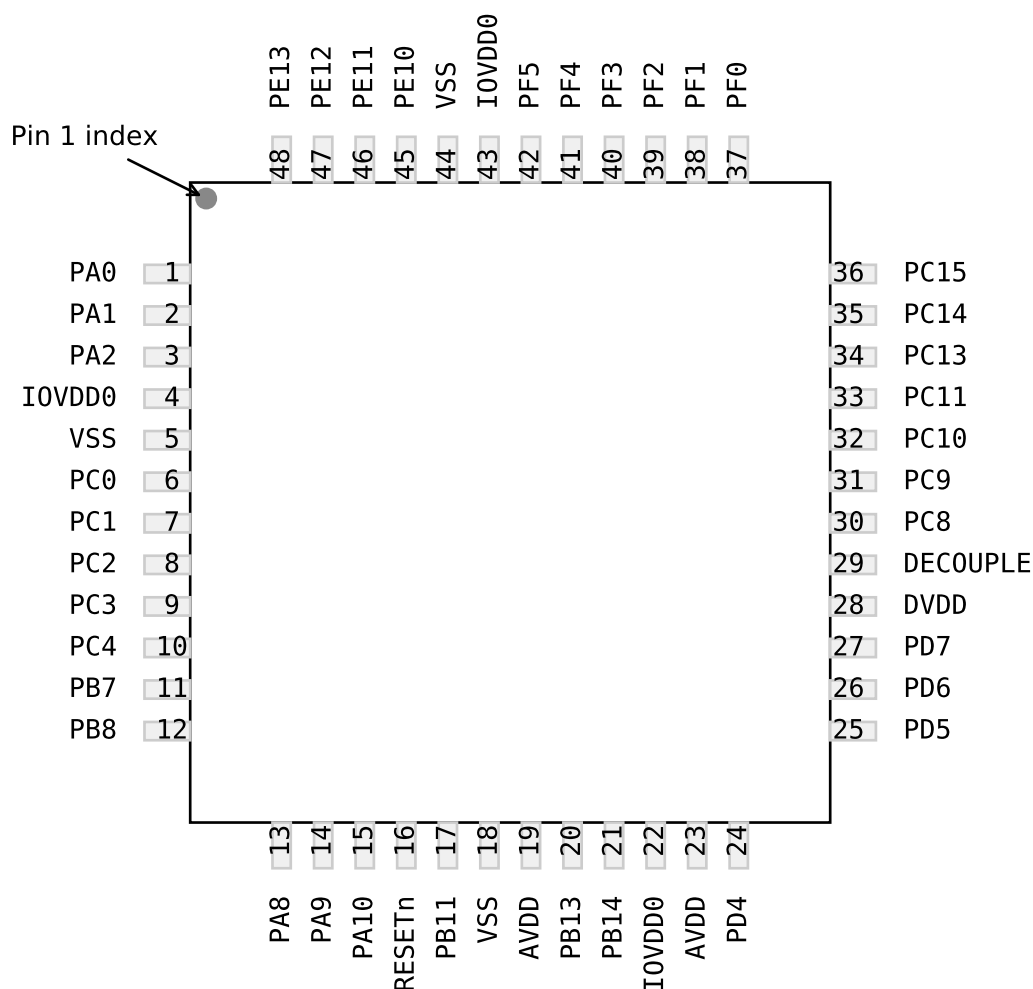 PE13 PE12 PE11 PE10 VSS IOVDD0 PF5 PF4 PF3 PF2 PF1 PF0
Pin 1 index
48 47 46 45 44 43 42 41 40 39 38 37
PA0 1 36 PC15
PA1 2 35 PC14
PA2 3 34 PC13
IOVDD0 4 33 PC11
VSS 5 32 PC10
PC0 6 31 PC9
PC1 7 30 PC8
PC2 8 29 DECOUPLE
PC3 9 28 DVDD
PC4 10 27 PD7
PB7 11 26 PD6
PB8 12 25 PD5
13 14 15 16 17 18 19 20 21 22 23 24
PA8 PA9 PA10 RESETn PB11 VSS AVDD PB13 PB14 IOVDD0 AVDD PD4